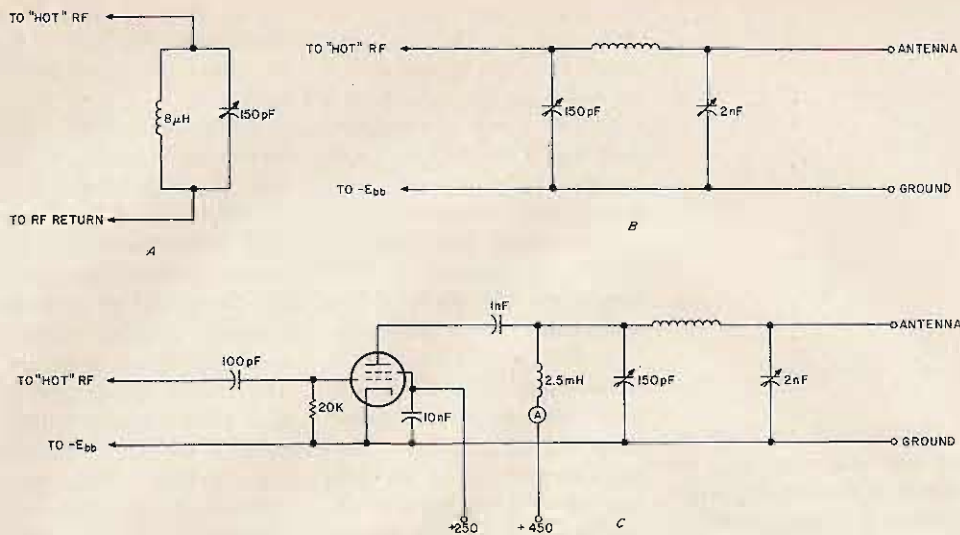 TO "HOT" RF
8μH
150pF
TO RF RETURN
A
TO "HOT" RF
ANTENNA
150pF
2nF
TO -Ebb
GROUND
B
1nF
ANTENNA
100pF
TO "HOT" RF
20K
10nF
2.5mH
A
150pF
2nF
TO -Ebb
GROUND
+250
+450
C